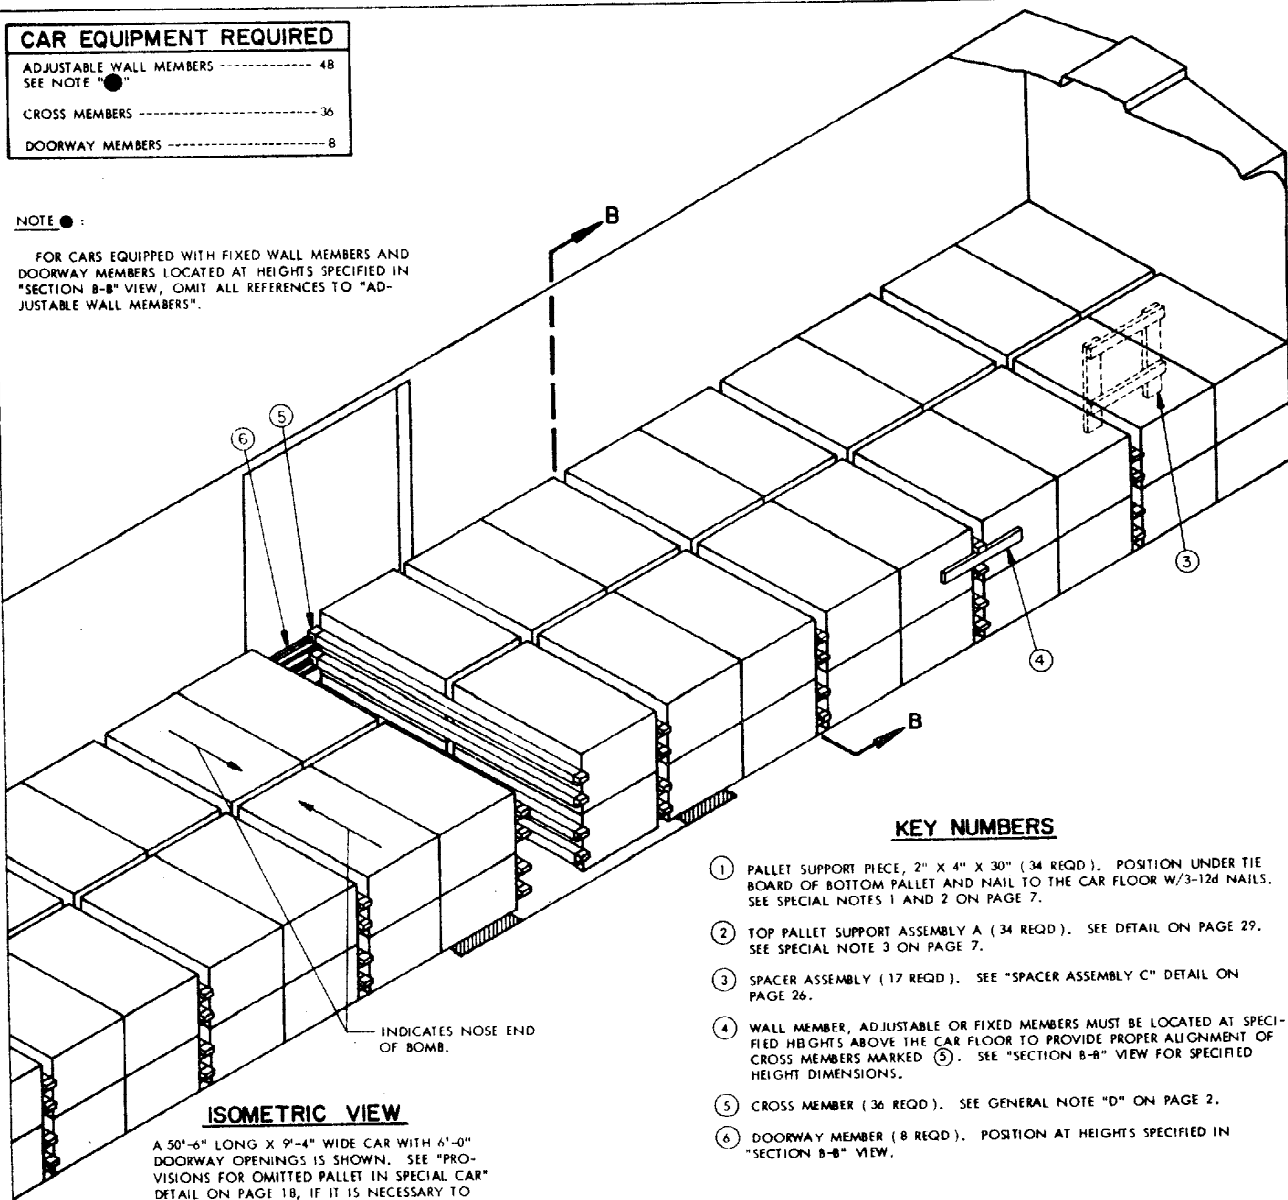 CAR EQUIPMENT REQUIRED
ADJUSTABLE WALL MEMBERS ------------- 48
SEE NOTE "●"
CROSS MEMBERS ------------------------- 36
DOORWAY MEMBERS ---------------------- 8
NOTE ● :
FOR CARS EQUIPPED WITH FIXED WALL MEMBERS AND
DOORWAY MEMBERS LOCATED AT HEIGHTS SPECIFIED IN
"SECTION B-B" VIEW, OMIT ALL REFERENCES TO "AD-
JUSTABLE WALL MEMBERS".
B
5
6
3
4
B
INDICATES NOSE END
OF BOMB.
ISOMETRIC VIEW
A 50'-6" LONG X 9'-4" WIDE CAR WITH 6'-0"
DOORWAY OPENINGS IS SHOWN. SEE "PRO-
VISIONS FOR OMITTED PALLET IN SPECIAL CAR"
DETAIL ON PAGE 18, IF IT IS NECESSARY TO
KEY NUMBERS
1 PALLET SUPPORT PIECE, 2" X 4" X 30" (34 REQD). POSITION UNDER TIE
BOARD OF BOTTOM PALLET AND NAIL TO THE CAR FLOOR W/3-12d NAILS.
SEE SPECIAL NOTES 1 AND 2 ON PAGE 7.
2 TOP PALLET SUPPORT ASSEMBLY A (34 REQD). SEE DETAIL ON PAGE 29.
SEE SPECIAL NOTE 3 ON PAGE 7.
3 SPACER ASSEMBLY (17 REQD). SEE "SPACER ASSEMBLY C" DETAIL ON
PAGE 26.
4 WALL MEMBER, ADJUSTABLE OR FIXED MEMBERS MUST BE LOCATED AT SPECI-
FIED HEIGHTS ABOVE THE CAR FLOOR TO PROVIDE PROPER ALIGNMENT OF
CROSS MEMBERS MARKED 5. SEE "SECTION B-B" VIEW FOR SPECIFIED
HEIGHT DIMENSIONS.
5 CROSS MEMBER (36 REQD). SEE GENERAL NOTE "D" ON PAGE 2.
6 DOORWAY MEMBER (8 REQD). POSITION AT HEIGHTS SPECIFIED IN
"SECTION B-B" VIEW.